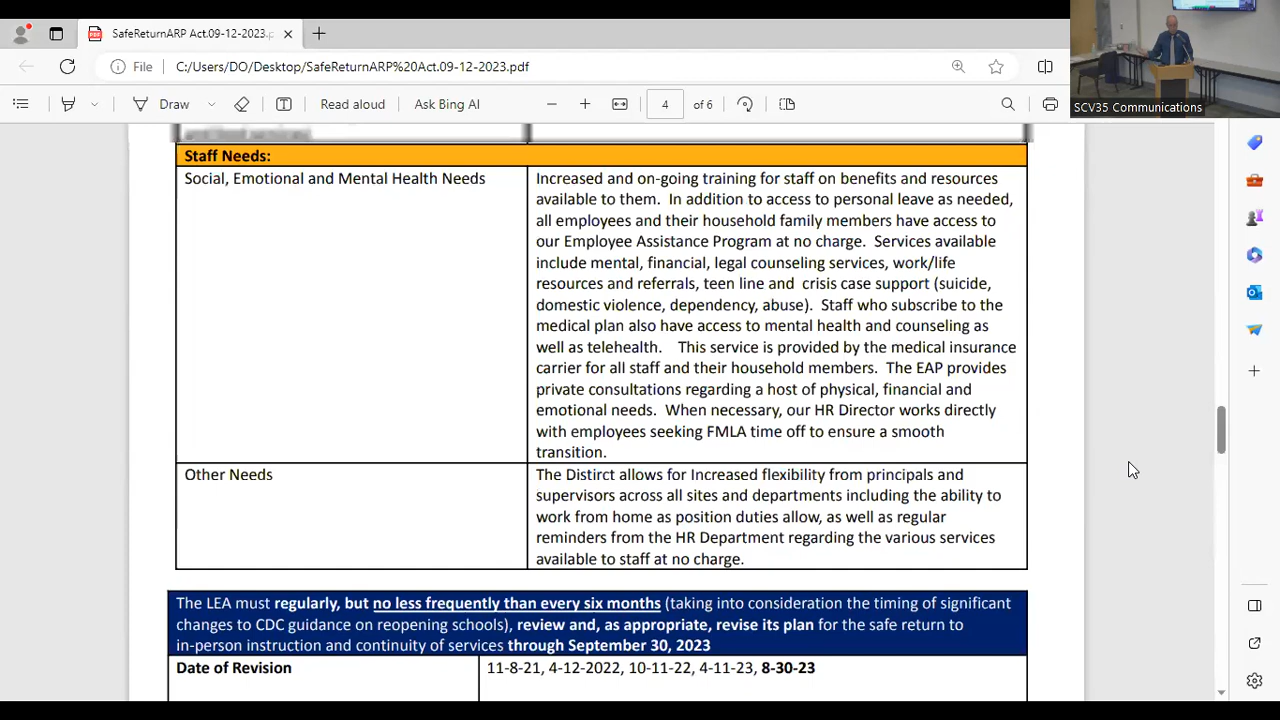 SafeReturnARP Act.09-12-2023.p
File C:/Users/DO/Desktop/SafeReturnARP%20Act.09-12-2023.pdf
Draw Read aloud Ask Bing AI 4 of 6
SCV35 Communications
Staff Needs:
Social, Emotional and Mental Health Needs
Increased and on-going training for staff on benefits and resources
available to them. In addition to access to personal leave as needed,
all employees and their household family members have access to
our Employee Assistance Program at no charge. Services available
include mental, financial, legal counseling services, work/life
resources and referrals, teen line and crisis case support (suicide,
domestic violence, dependency, abuse). Staff who subscribe to the
medical plan also have access to mental health and counseling as
well as telehealth. This service is provided by the medical insurance
carrier for all staff and their household members. The EAP provides
private consultations regarding a host of physical, financial and
emotional needs. When necessary, our HR Director works directly
with employees seeking FMLA time off to ensure a smooth
transition.
Other Needs
The Distirct allows for Increased flexibility from principals and
supervisors across all sites and departments including the ability to
work from home as position duties allow, as well as regular
reminders from the HR Department regarding the various services
available to staff at no charge.
The LEA must regularly, but no less frequently than every six months (taking into consideration the timing of significant
changes to CDC guidance on reopening schools), review and, as appropriate, revise its plan for the safe return to
in-person instruction and continuity of services through September 30, 2023
Date of Revision
11-8-21, 4-12-2022, 10-11-22, 4-11-23, 8-30-23